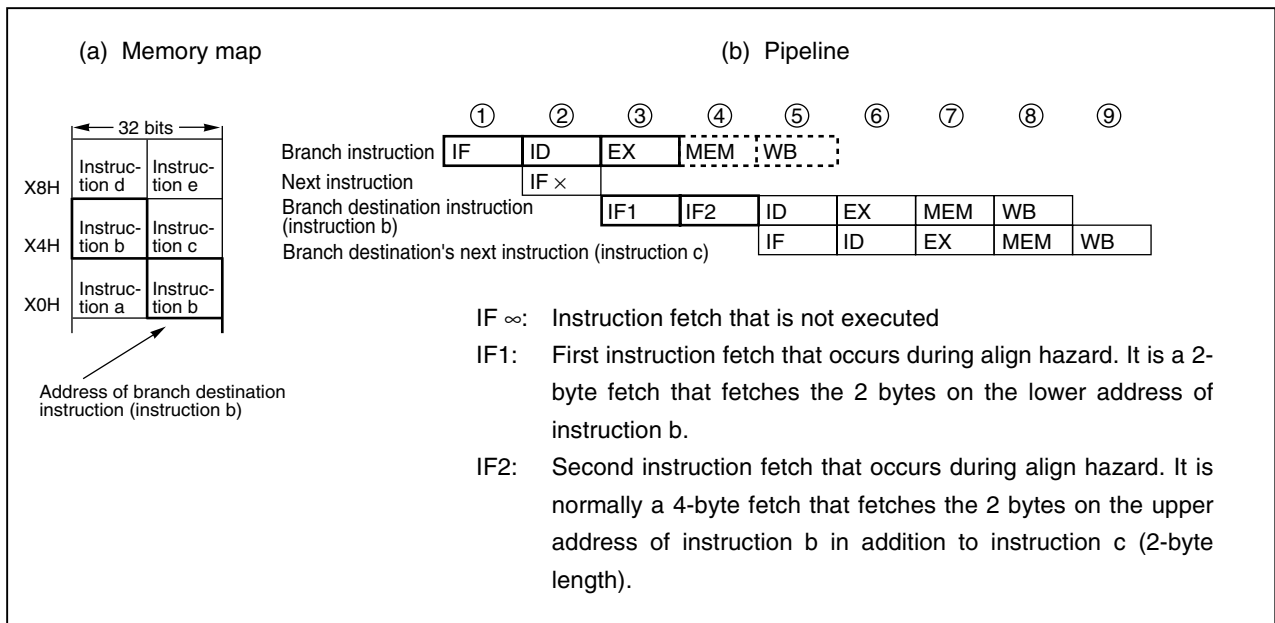 (a) Memory map
32 bits
X8H
Instruc-
tion d
Instruc-
tion e
X4H
Instruc-
tion b
Instruc-
tion c
X0H
Instruc-
tion a
Instruc-
tion b
Address of branch destination
instruction (instruction b)
(b) Pipeline
① ② ③ ④ ⑤ ⑥ ⑦ ⑧ ⑨
Branch instruction IF ID EX MEM WB
Next instruction IF ×
Branch destination instruction
(instruction b) IF1 IF2 ID EX MEM WB
Branch destination's next instruction (instruction c) IF ID EX MEM WB
IF ∞: Instruction fetch that is not executed
IF1: First instruction fetch that occurs during align hazard. It is a 2-
byte fetch that fetches the 2 bytes on the lower address of
instruction b.
IF2: Second instruction fetch that occurs during align hazard. It is
normally a 4-byte fetch that fetches the 2 bytes on the upper
address of instruction b in addition to instruction c (2-byte
length).